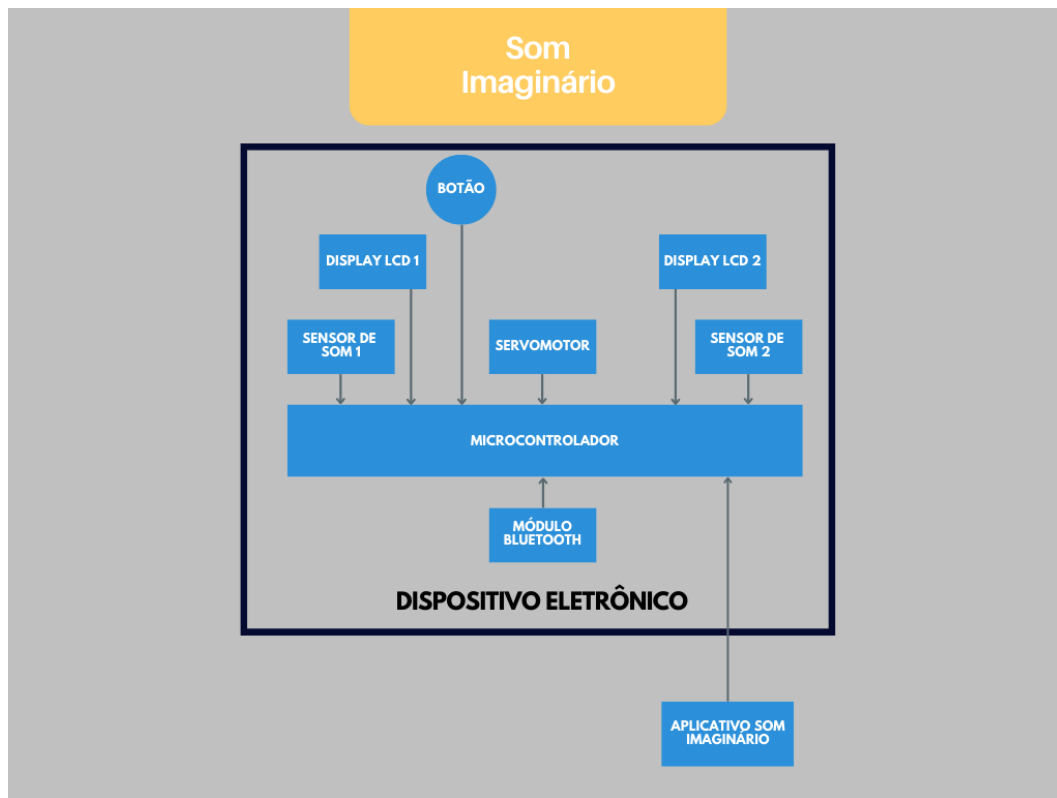 Som
Imaginário
BOTÃO
DISPLAY LCD 1
DISPLAY LCD 2
SENSOR DE
SOM 1
SERVOMOTOR
SENSOR DE
SOM 2
MICROCONTROLADOR
MÓDULO
BLUETOOTH
DISPOSITIVO ELETRÔNICO
APLICATIVO SOM
IMAGINÁRIO